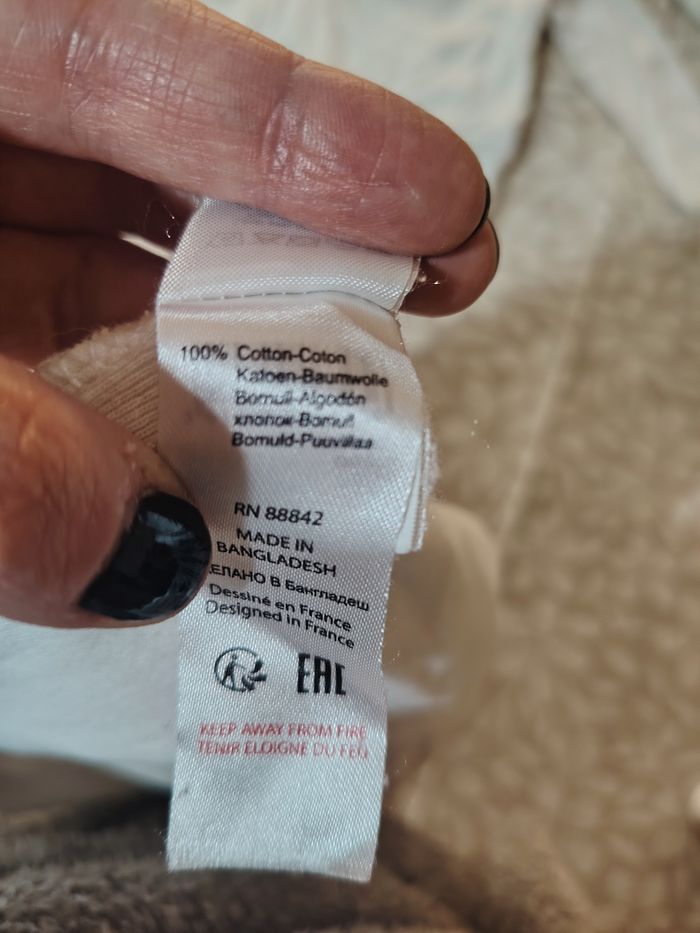 100% Cotton-Coton
Katoen-Baumwolle
Bomull-Algodón
хлопок-Bomull
Bomuld-Puuvillaa
RN 88842
MADE IN
BANGLADESH
ЕЛАНО В Бангладеш
Dessiné en France
Designed in France
EAC
KEEP AWAY FROM FIRE
TENIR ELOIGNE DU FEU